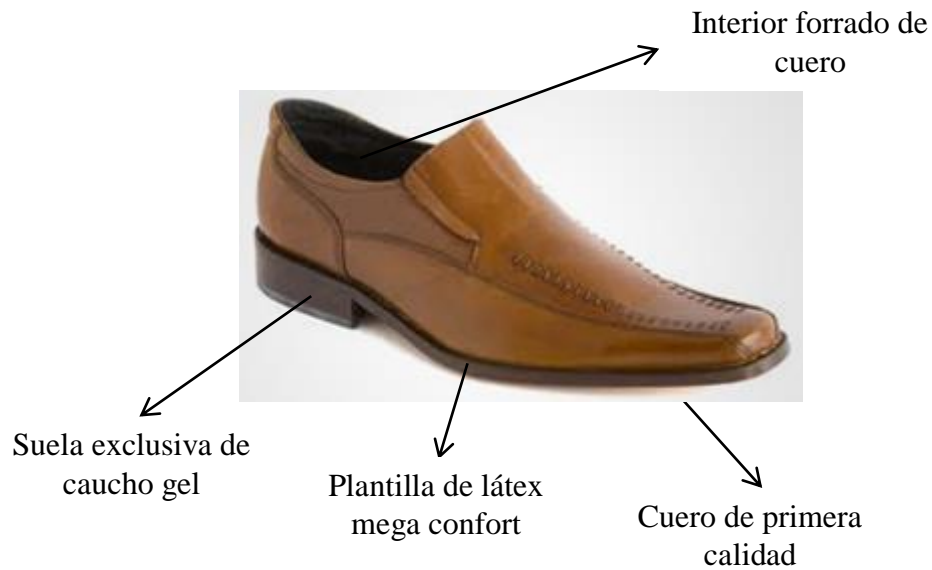 Interior forrado de
cuero
Suela exclusiva de
caucho gel
Plantilla de látex
mega confort
Cuero de primera
calidad